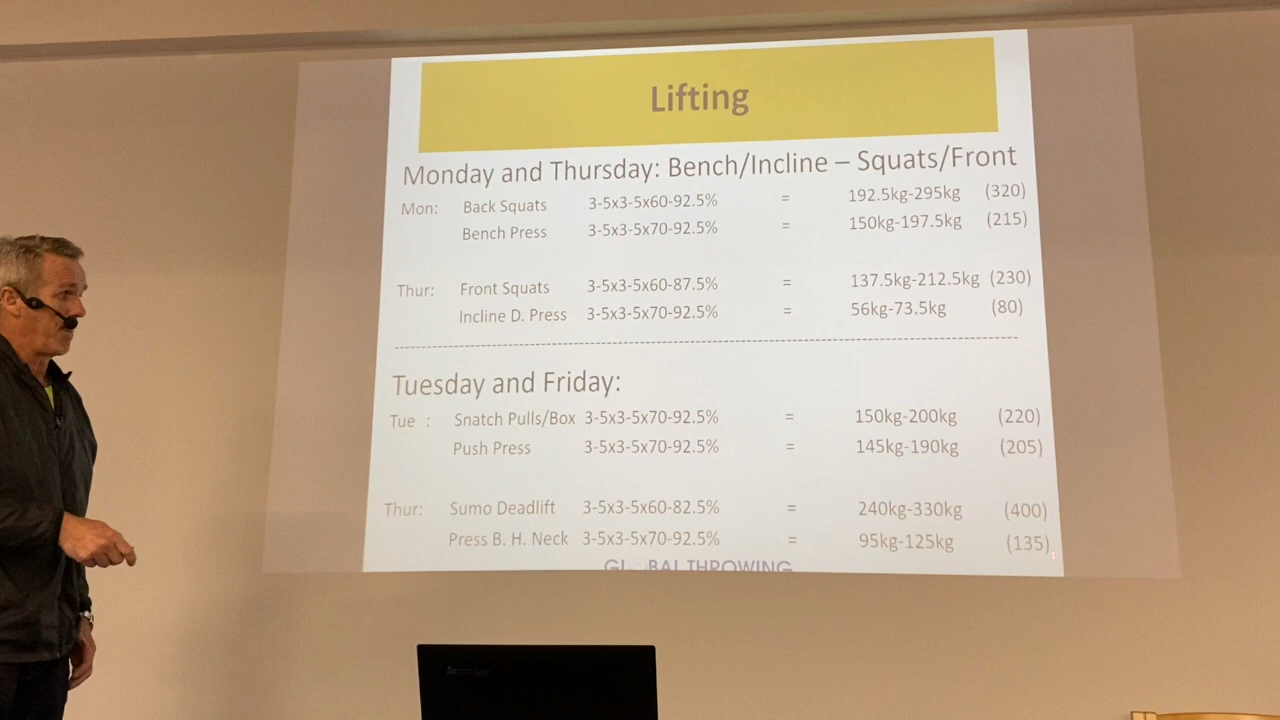 Lifting
Monday and Thursday: Bench/Incline – Squats/Front
Mon: Back Squats 3-5x3-5x60-92.5% = 192.5kg-295kg (320)
Bench Press 3-5x3-5x70-92.5% = 150kg-197.5kg (215)
Thur: Front Squats 3-5x3-5x60-87.5% = 137.5kg-212.5kg (230)
Incline D. Press 3-5x3-5x70-92.5% = 56kg-73.5kg (80)
Tuesday and Friday:
Tue : Snatch Pulls/Box 3-5x3-5x70-92.5% = 150kg-200kg (220)
Push Press 3-5x3-5x70-92.5% = 145kg-190kg (205)
Thur: Sumo Deadlift 3-5x3-5x60-82.5% = 240kg-330kg (400)
Press B. H. Neck 3-5x3-5x70-92.5% = 95kg-125kg (135)
GLOBAL THROWING